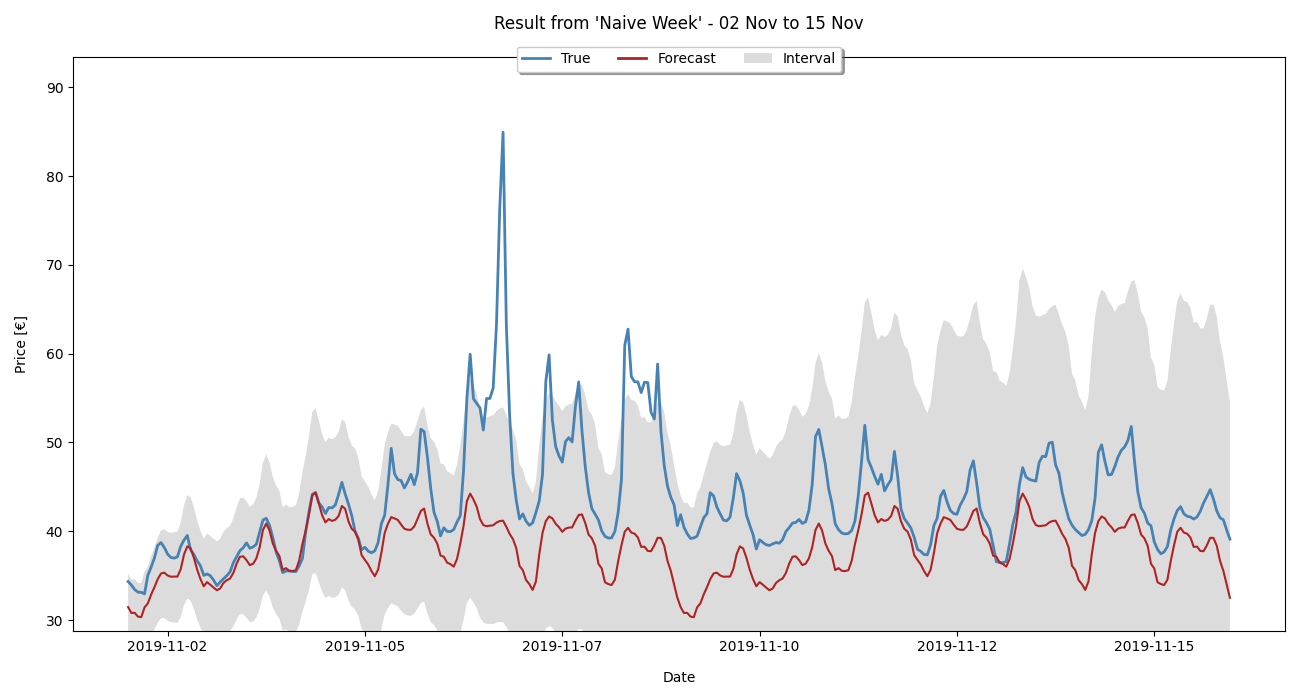 Result from 'Naive Week' - 02 Nov to 15 Nov
True Forecast Interval
90
80
70
60
50
40
30
Price [€]
2019-11-02 2019-11-05 2019-11-07 2019-11-10 2019-11-12 2019-11-15
Date